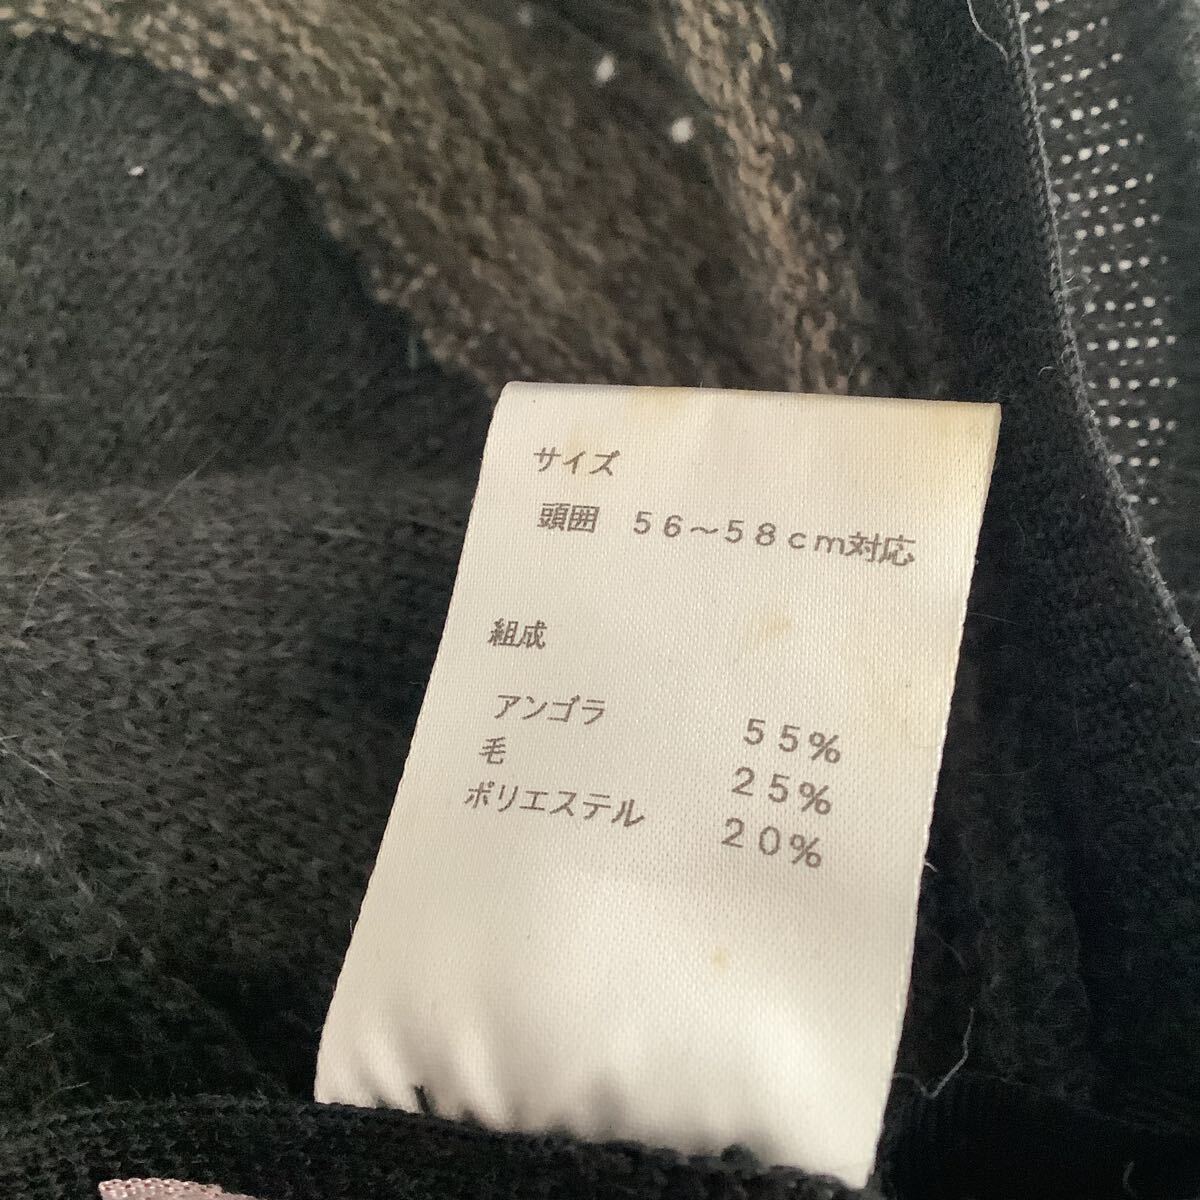 サイズ
頭囲　５６〜５８ｃｍ対応
組成
アンゴラ　５５％
毛　２５％
ポリエステル　２０％